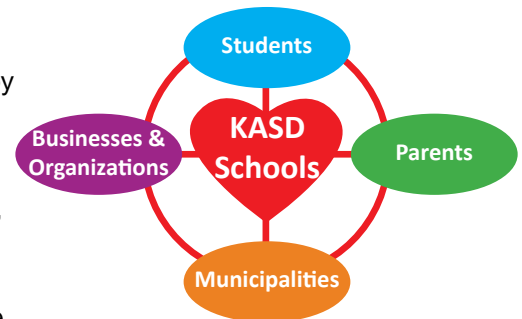 Students
y
Businesses &
Organizations
KASD
Schools
Parents
Municipalities